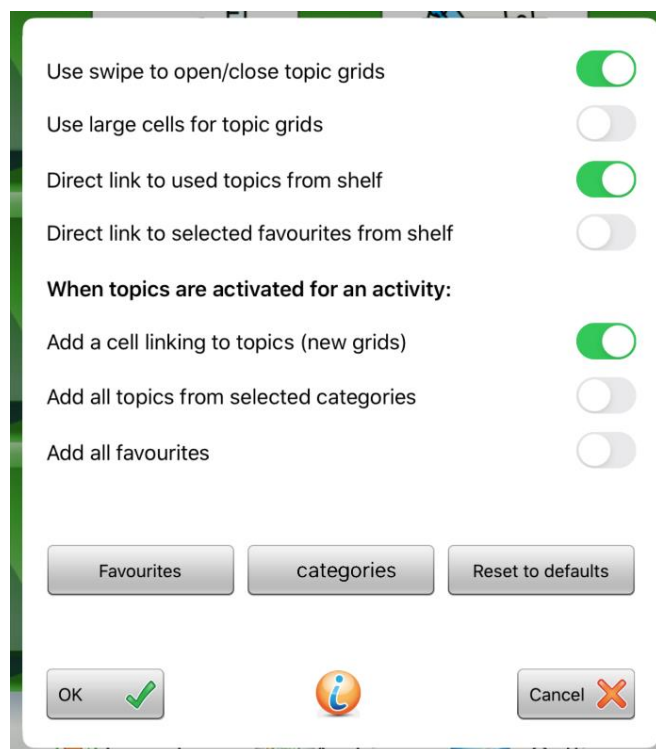 Use swipe to open/close topic grids
Use large cells for topic grids
Direct link to used topics from shelf
Direct link to selected favourites from shelf
When topics are activated for an activity:
Add a cell linking to topics (new grids)
Add all topics from selected categories
Add all favourites
Favourites categories Reset to defaults
OK Cancel